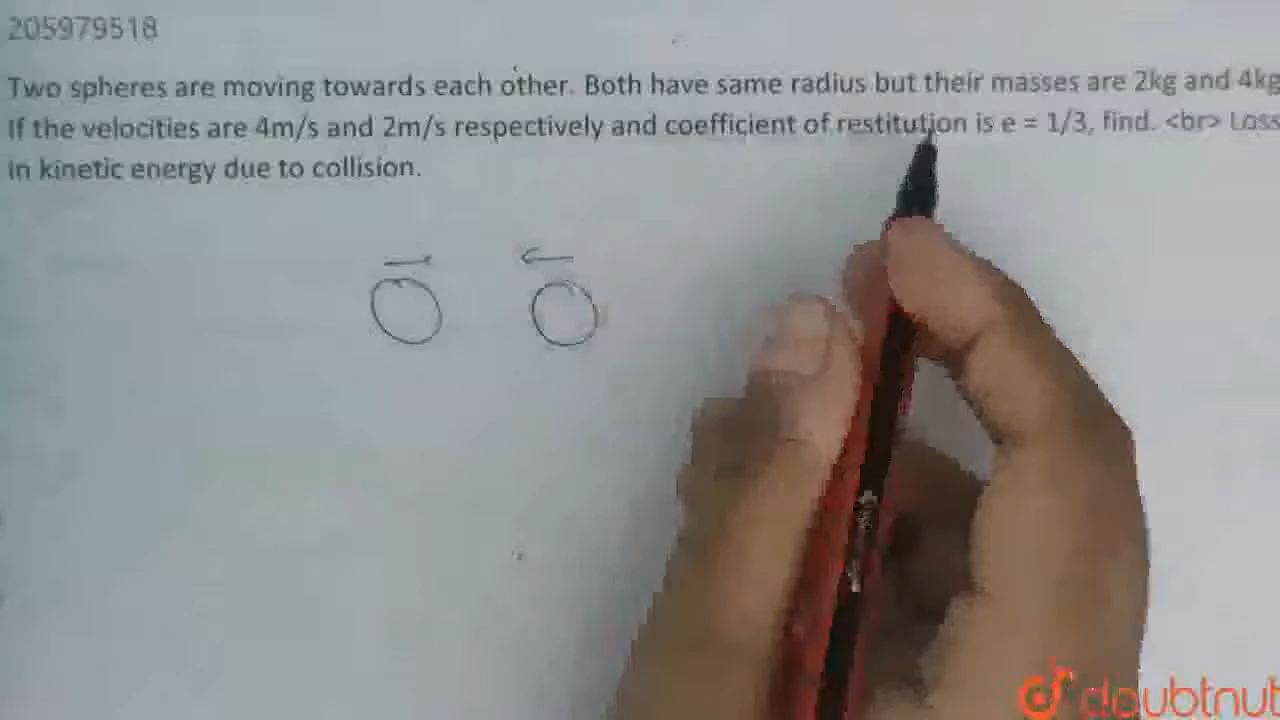 205979518
Two spheres are moving towards each other. Both have same radius but their masses are 2kg and 4kg
If the velocities are 4m/s and 2m/s respectively and coefficient of restitution is e = 1/3, find. <br> Loss
in kinetic energy due to collision.
doubtnut